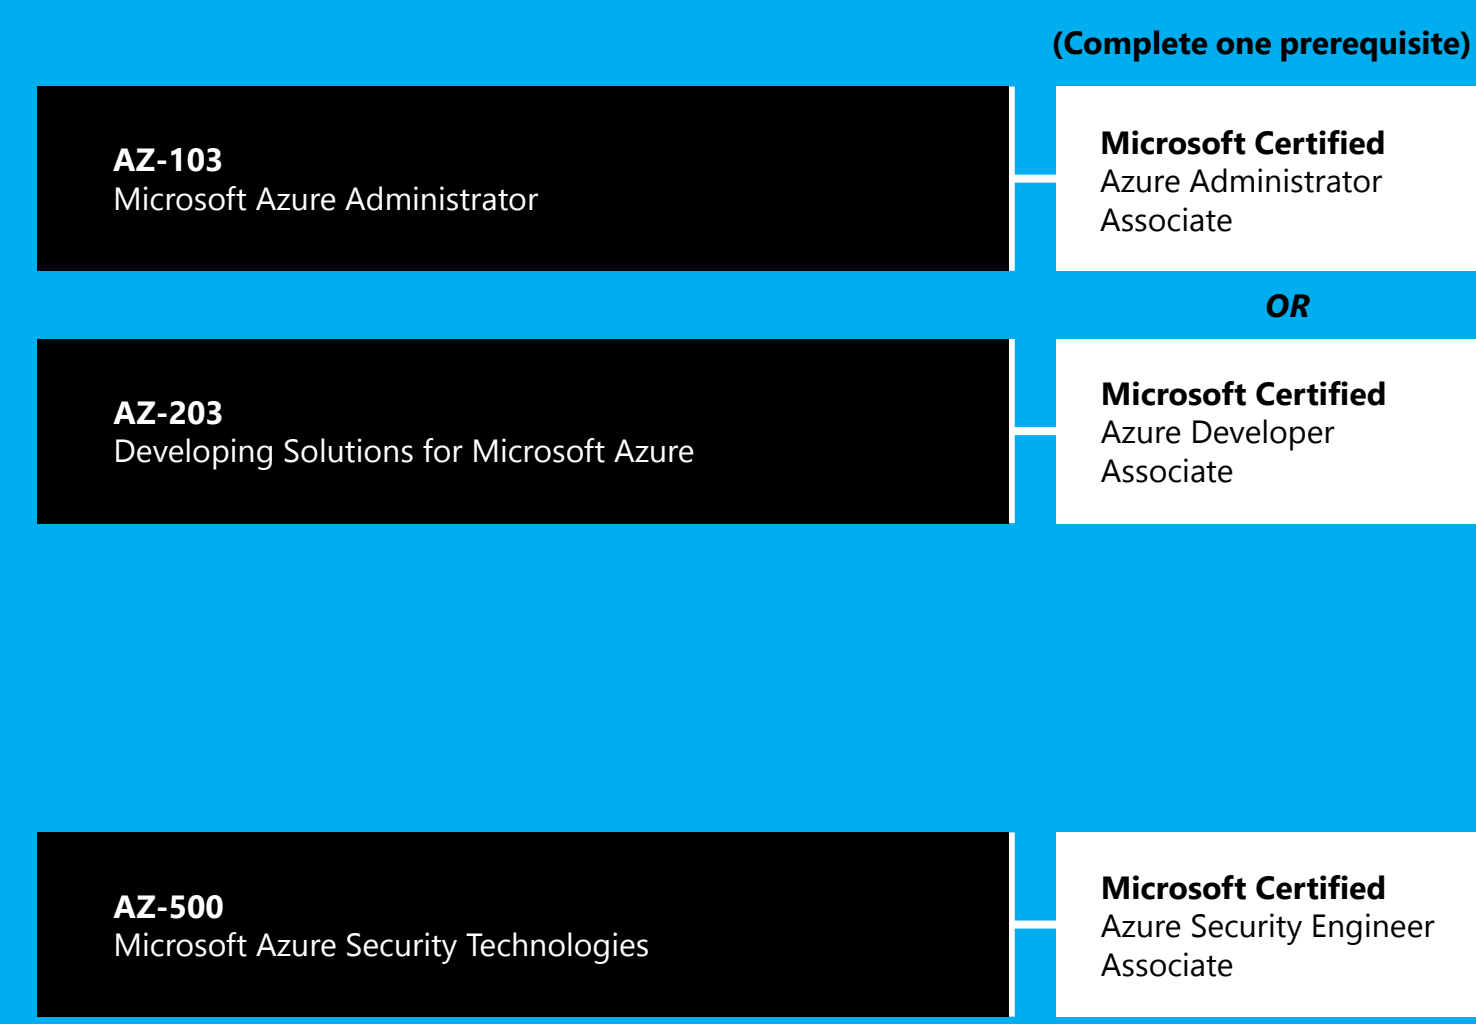 (Complete one prerequisite)
AZ-103
Microsoft Azure Administrator
Microsoft Certified
Azure Administrator
Associate
OR
AZ-203
Developing Solutions for Microsoft Azure
Microsoft Certified
Azure Developer
Associate
AZ-500
Microsoft Azure Security Technologies
Microsoft Certified
Azure Security Engineer
Associate